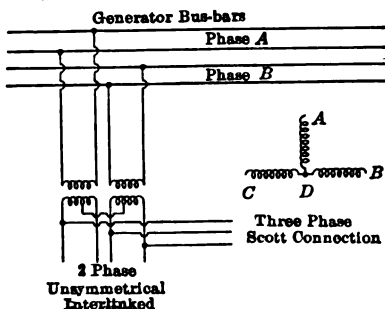 Generator Bus-bars
Phase A
Phase B
A
C
D
B
Three Phase
Scott Connection
2 Phase
Unsymmetrical
Interlinked